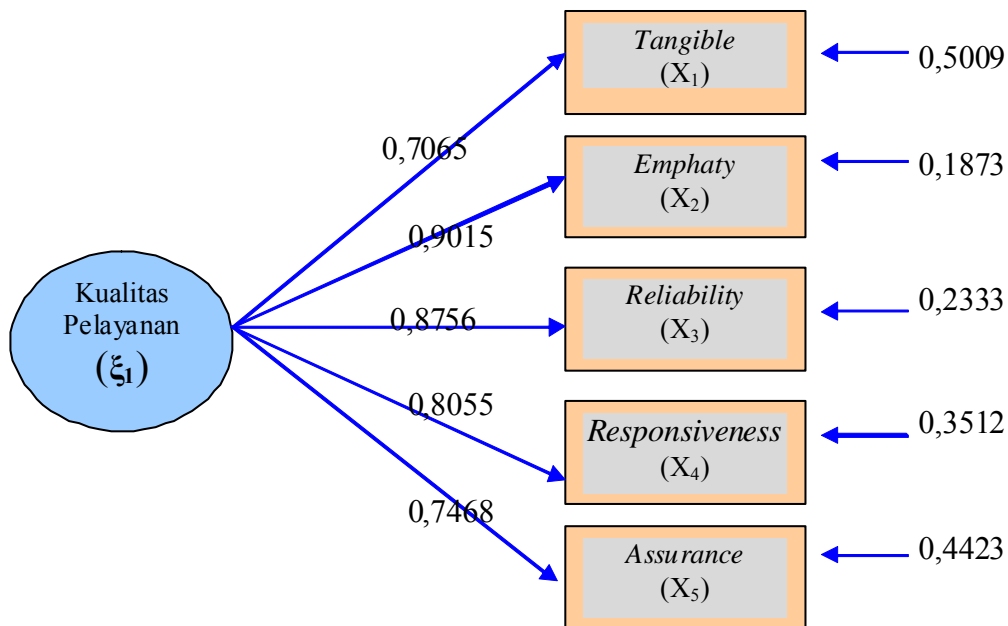 Tangible
(X₁)
0,5009
0,7065
Emphaty
(X₂)
0,1873
0,9015
Kualitas
Pelayanan
(ξ₁)
Reliability
(X₃)
0,2333
0,8756
Responsiveness
(X₄)
0,3512
0,8055
Assurance
(X₅)
0,4423
0,7468